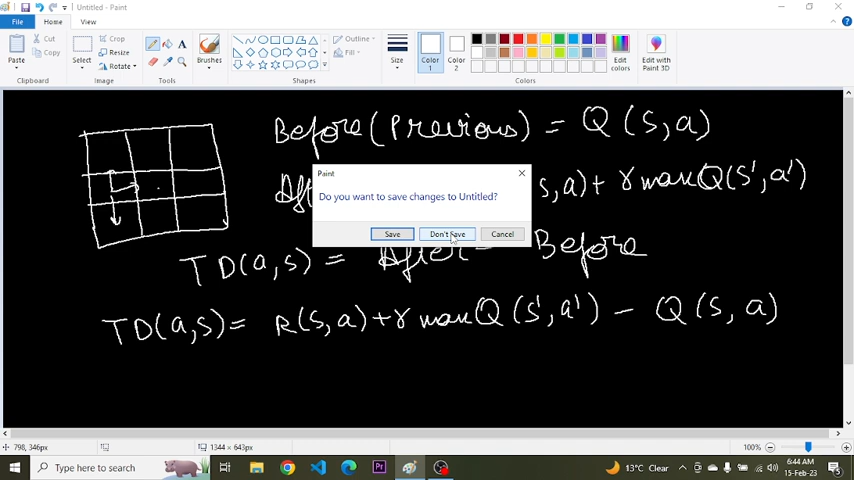 Untitled - Paint
File Home View
Paste Cut Copy Select Crop Resize Rotate Brushes Outline Fill Size Color 1 Color 2 Edit colors Edit with Paint 3D
Clipboard Image Tools Shapes Colors
Before (Previous) = Q (S, a)
s, a) + γ max Q (s', a')
TD (a, s) = After - Before
TD (a, s) = R (s, a) + γ max Q (s', a') - Q (s, a)
Paint
Do you want to save changes to Untitled?
Save Don't Save Cancel
798, 346px 1344 × 643px 100%
Type here to search
13°C Clear 6:44 AM
15-Feb-23
5